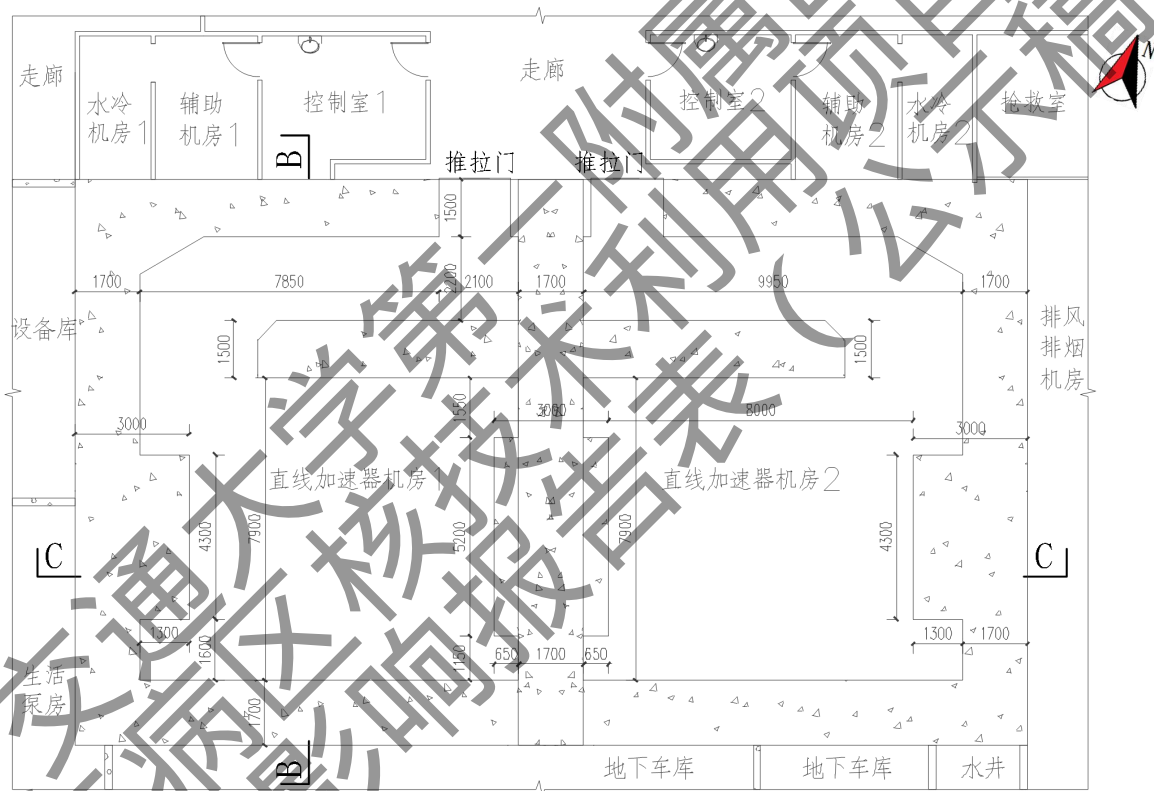 走廊
水冷
机房1
辅助
机房1
控制室1
走廊
控制室2
辅助
机房2
水冷
机房2
抢救室
N
B
推拉门
推拉门
1500
1700
7850
2200
2100
1700
9950
1700
设备库
排风
排烟
机房
1500
1500
1550
3000
8000
3000
3000
直线加速器机房1
直线加速器机房2
4300
7900
5200
7900
4300
C
C
1300
1600
1150
650
1700
650
1300
1700
生活
泵房
1700
B
地下车库
地下车库
水井
交通大学第一附属
病区核技术利用项目
影响报告表（公示稿